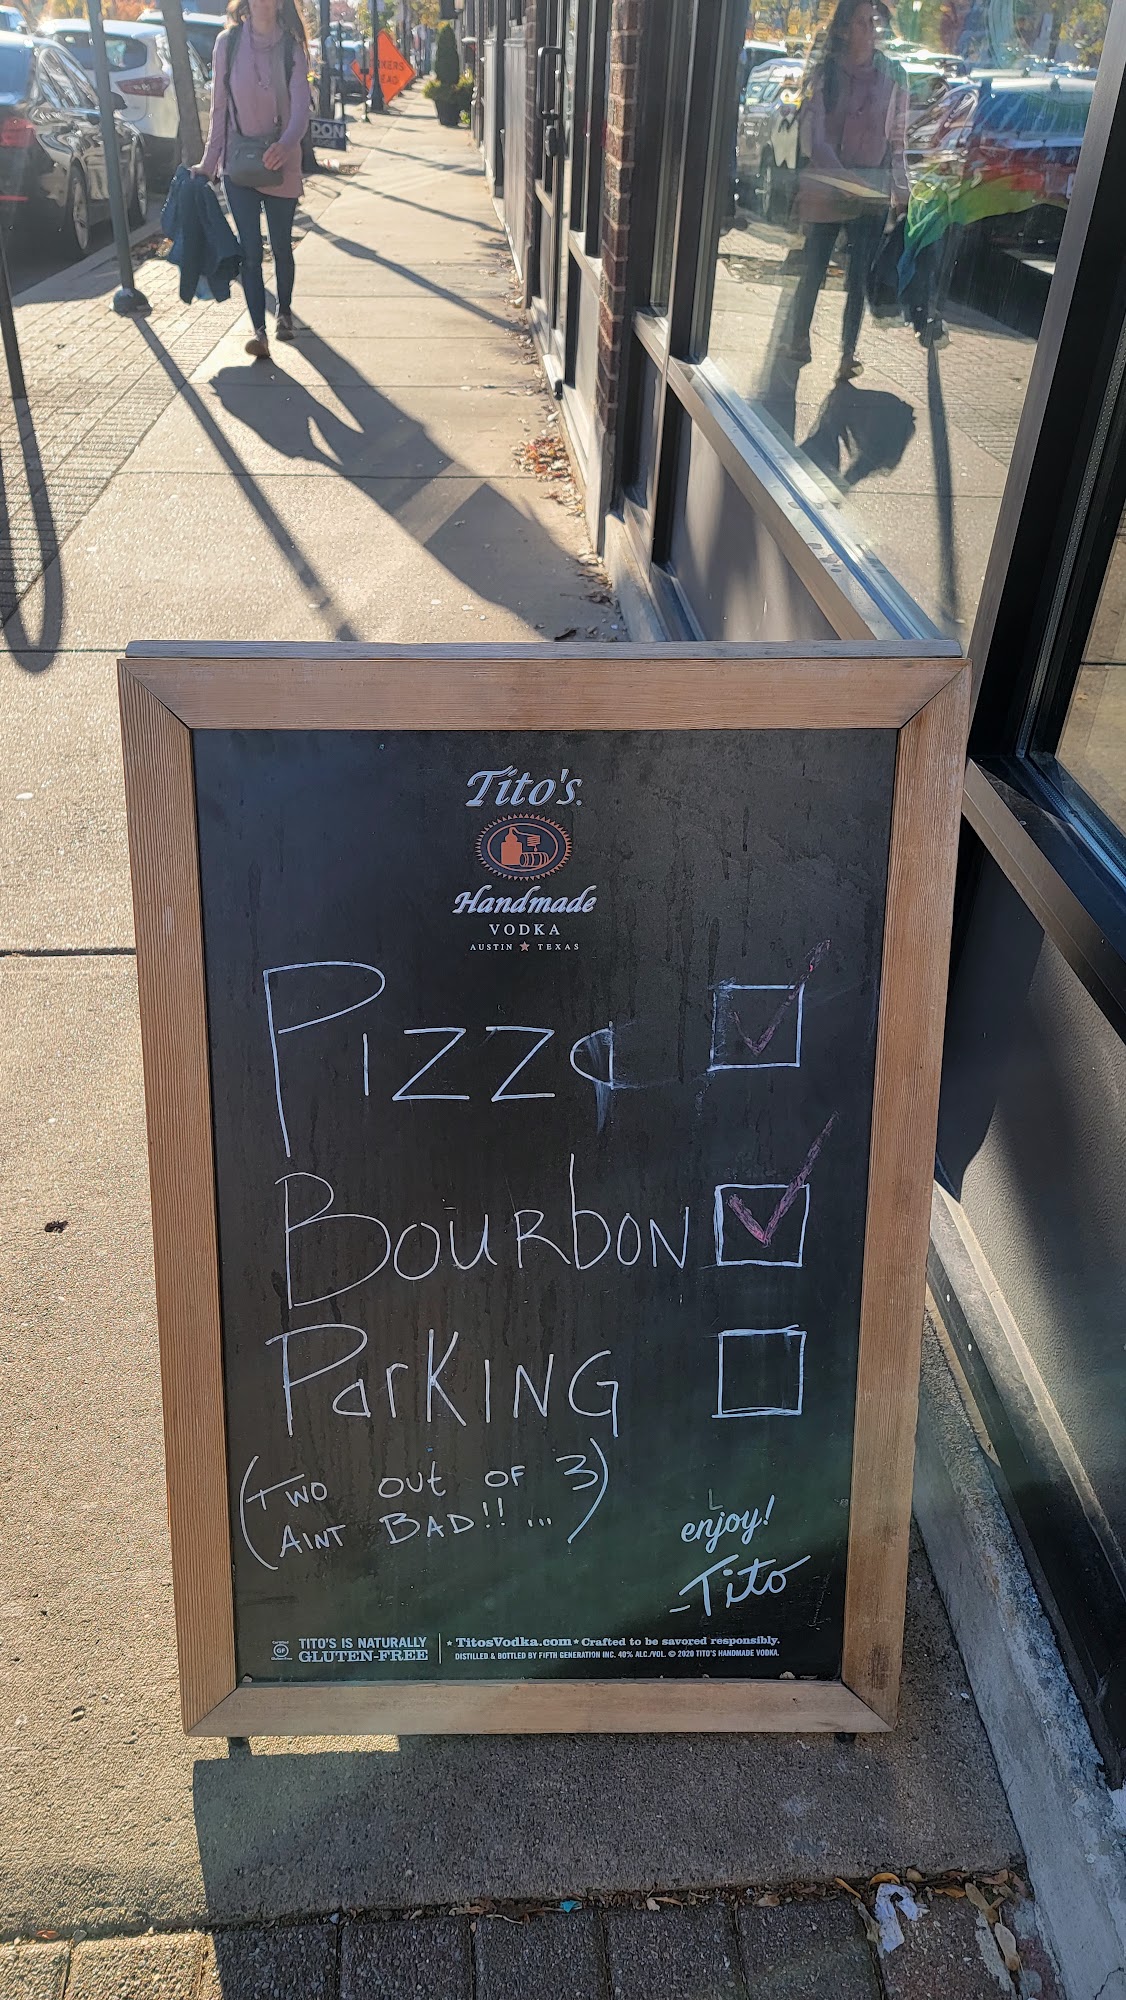 DON
Tito's
Handmade
VODKA
AUSTIN ★ TEXAS
Pizza ☑
Bourbon ☑
Parking ☐
(Two out of 3)
Aint Bad!! ...)
enjoy!
-Tito
GF
TITO'S IS NATURALLY
GLUTEN-FREE
★ TitosVodka.com ★ Crafted to be savored responsibly.
DISTILLED & BOTTLED BY FIFTH GENERATION INC. 40% ALC./VOL. © 2020 TITO'S HANDMADE VODKA.